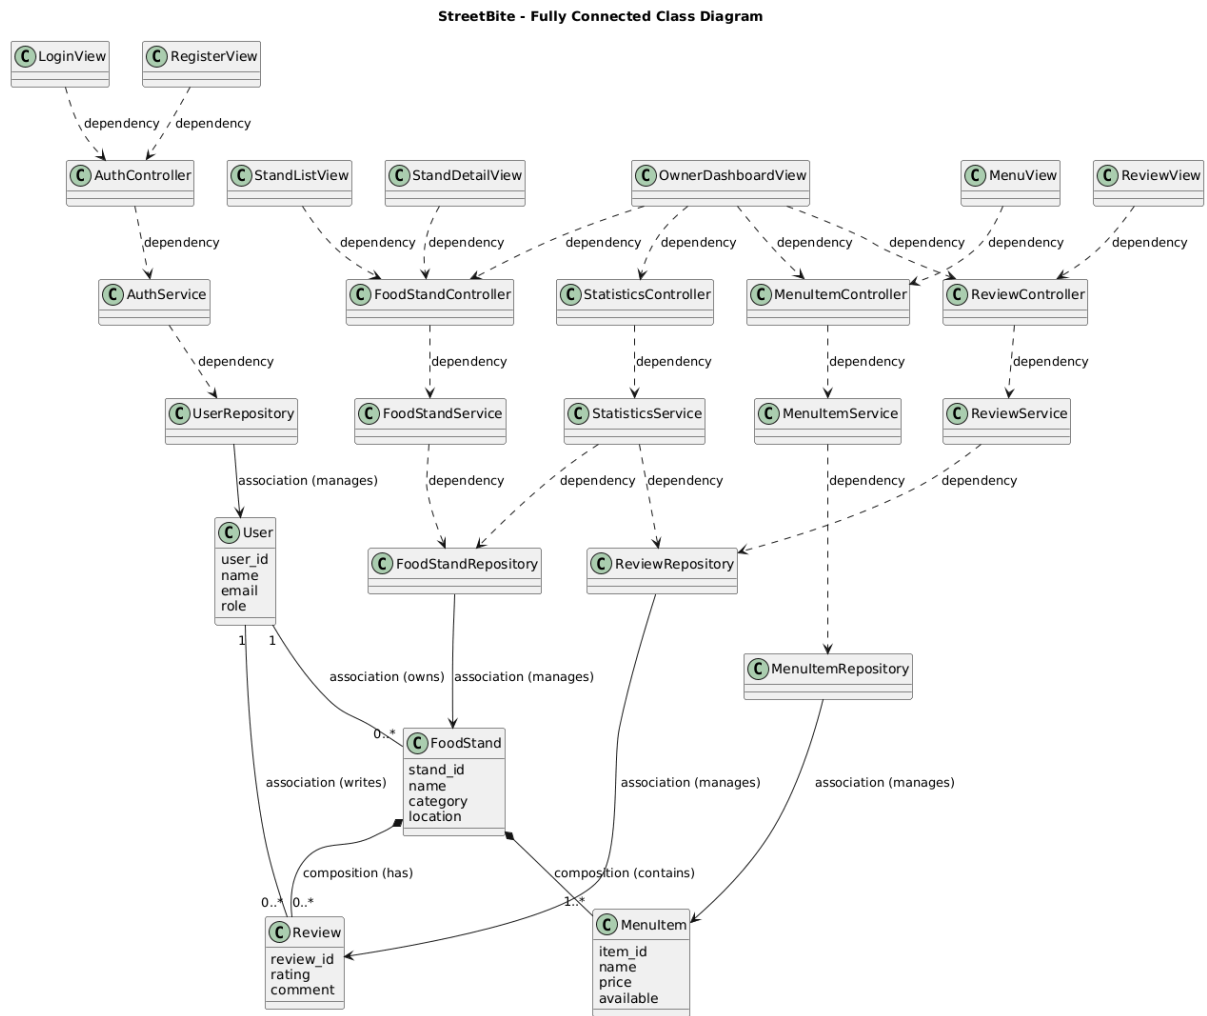 StreetBite - Fully Connected Class Diagram
C LoginView
C RegisterView
dependency
dependency
C AuthController
C StandListView
C StandDetailView
C OwnerDashboardView
C MenuView
C ReviewView
dependency
dependency
dependency
dependency
dependency
dependency
dependency
dependency
dependency
C AuthService
C FoodStandController
C StatisticsController
C MenuItemController
C ReviewController
dependency
dependency
dependency
dependency
dependency
C UserRepository
C FoodStandService
C StatisticsService
C MenuItemService
C ReviewService
association (manages)
dependency
dependency
dependency
dependency
dependency
C User
user_id
name
email
role
C FoodStandRepository
C ReviewRepository
1
1
C MenuItemRepository
association (owns)
association (manages)
0..*
C FoodStand
stand_id
name
category
location
association (writes)
association (manages)
association (manages)
composition (has)
composition (contains)
0..*
0..*
1..*
C Review
review_id
rating
comment
C MenuItem
item_id
name
price
available